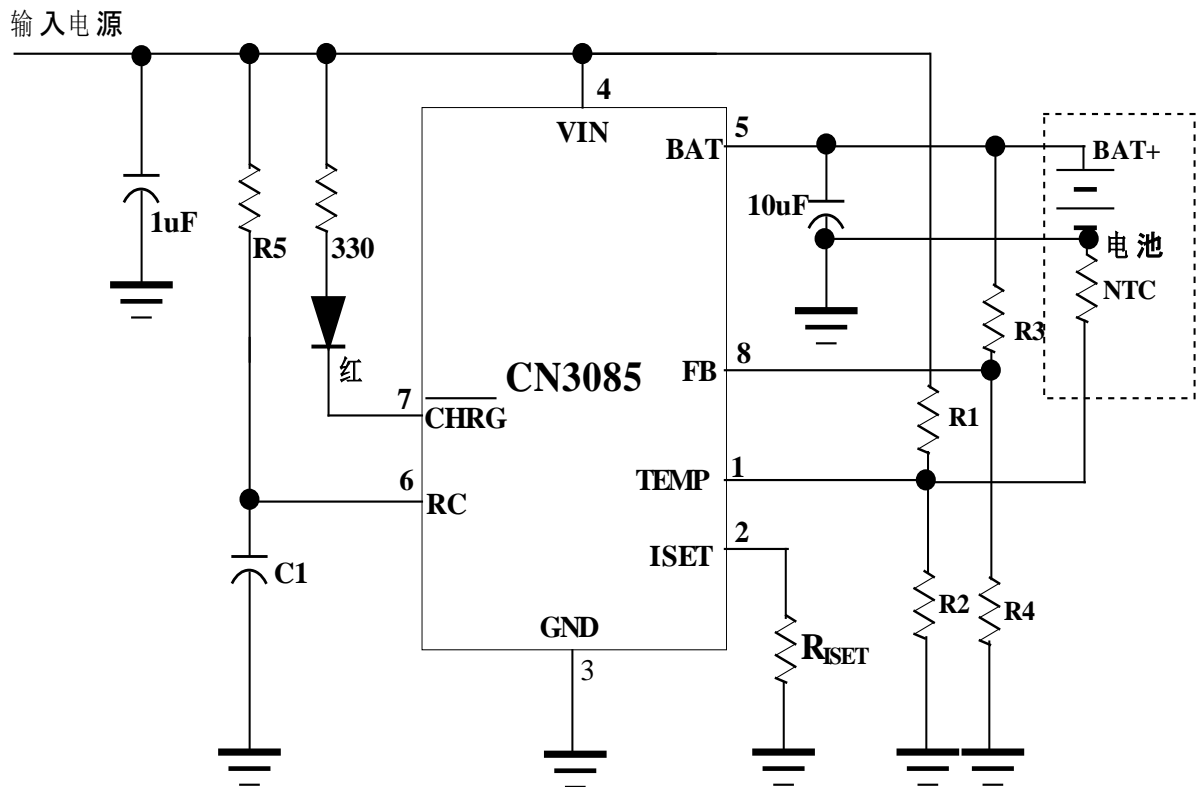 输入电源
4
VIN
5
BAT
BAT+
1uF
R5
330
10uF
电池
NTC
R3
红
CN3085
8
FB
7
CHRG
R1
6
RC
1
TEMP
2
ISET
C1
R2
R4
GND
3
RISET